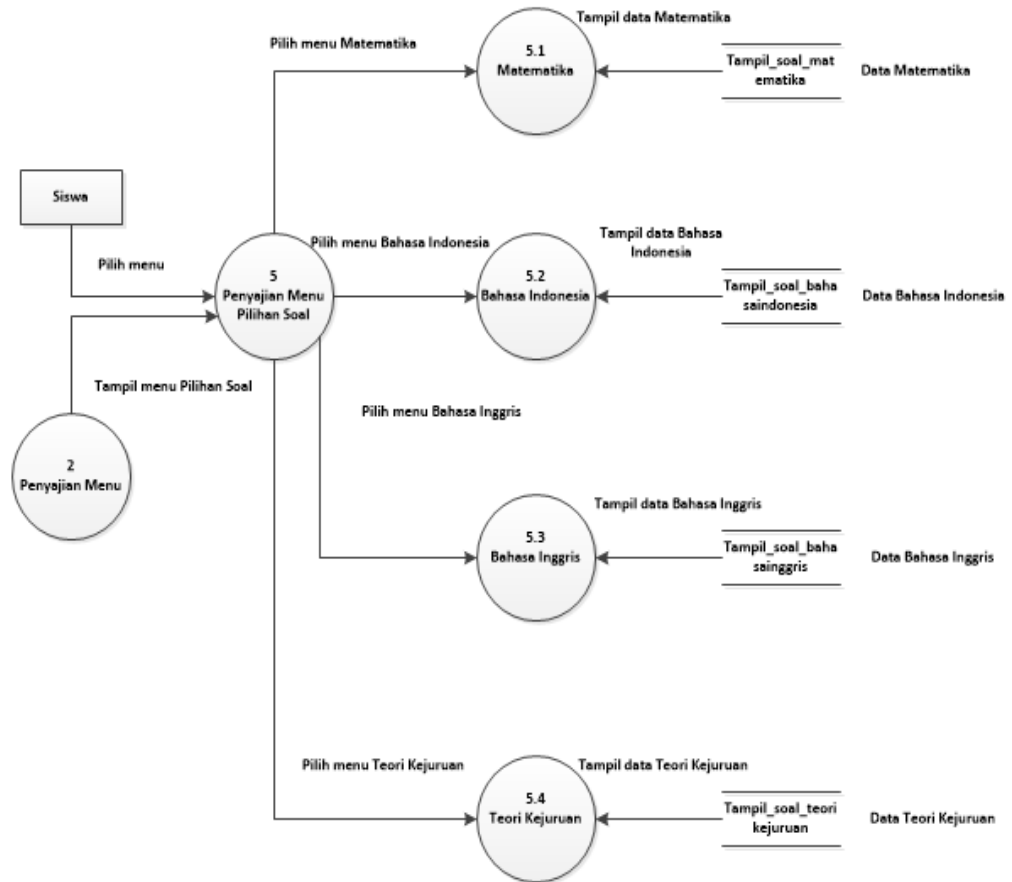 Tampil data Matematika
Pilih menu Matematika
5.1
Matematika
Tampil_soal_mat
ematika
Data Matematika
Siswa
Pilih menu
Pilih menu Bahasa Indonesia
Tampil data Bahasa
Indonesia
5
Penyajian Menu
Pilihan Soal
5.2
Bahasa Indonesia
Tampil_soal_baha
saindonesia
Data Bahasa Indonesia
Tampil menu Pilihan Soal
Pilih menu Bahasa Inggris
2
Penyajian Menu
Tampil data Bahasa Inggris
5.3
Bahasa Inggris
Tampil_soal_baha
sainggris
Data Bahasa Inggris
Pilih menu Teori Kejuruan
Tampil data Teori Kejuruan
5.4
Teori Kejuruan
Tampil_soal_teori
kejuruan
Data Teori Kejuruan